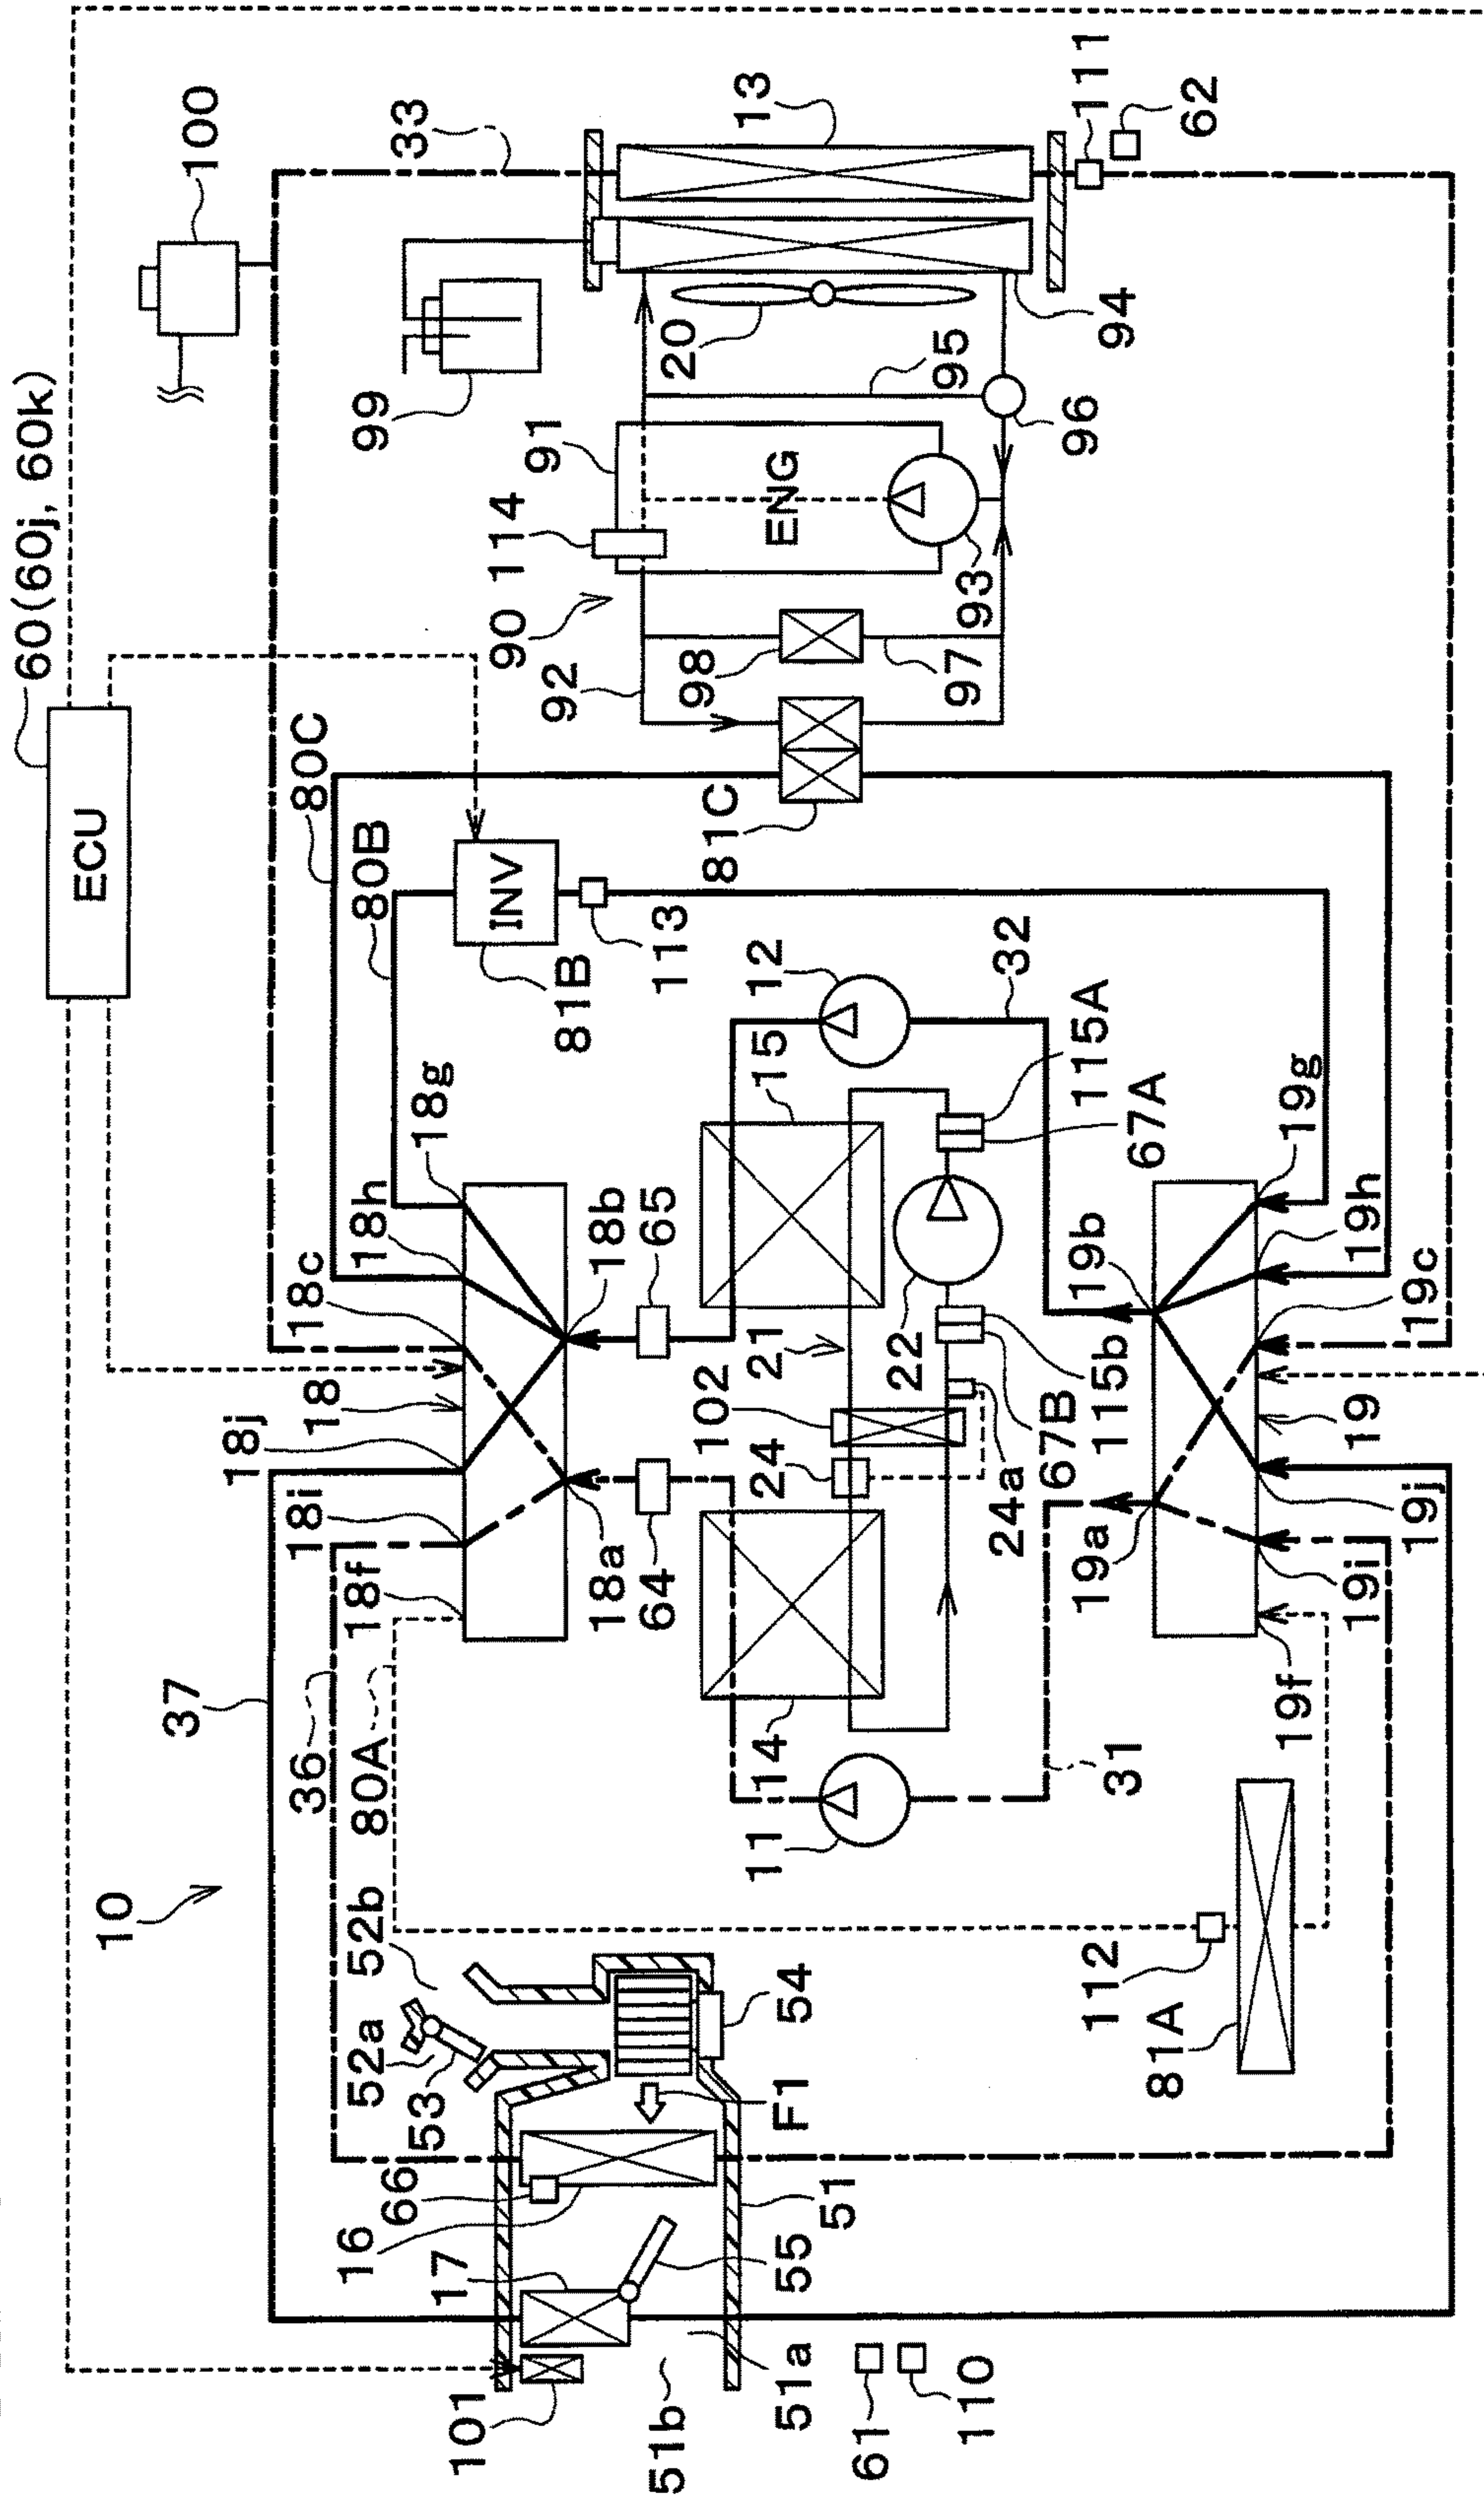 60(60j, 60k)
ECU
100
33
13
111
62
99
20
94
95
96
91
114
ENG
90
93
92
98
97
80C
80B
81C
INV
113
81B
12
32
15
115A
67A
18g
18h
18c
18b
65
19g
19b
19h
19c
18
18j
18i
18f
21
22
102
24
115b
67B
24a
19
19j
19a
19i
19f
18a
64
37
36
80A
14
31
11
10
52b
52a
53
54
112
81A
F1
66
16
17
51
55
101
51b
51a
61
110